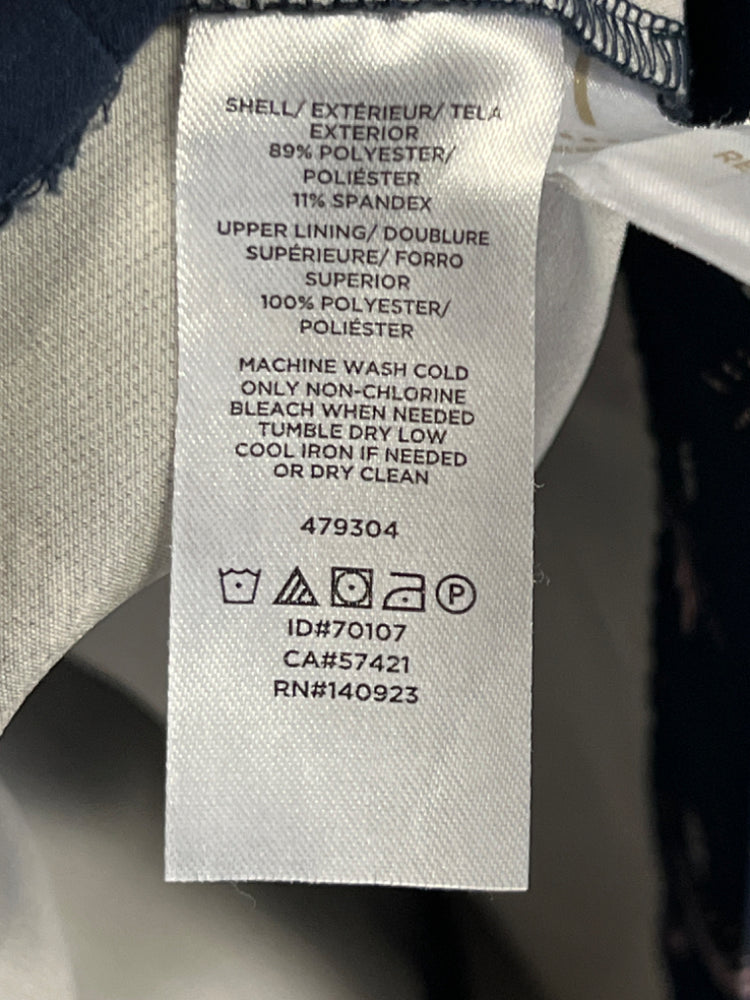 SHELL/ EXTÉRIEUR/ TELA
EXTERIOR
89% POLYESTER/
POLIÉSTER
11% SPANDEX
UPPER LINING/ DOUBLURE
SUPÉRIEURE/ FORRO
SUPERIOR
100% POLYESTER/
POLIÉSTER
MACHINE WASH COLD
ONLY NON-CHLORINE
BLEACH WHEN NEEDED
TUMBLE DRY LOW
COOL IRON IF NEEDED
OR DRY CLEAN
479304
P
ID#70107
CA#57421
RN#140923